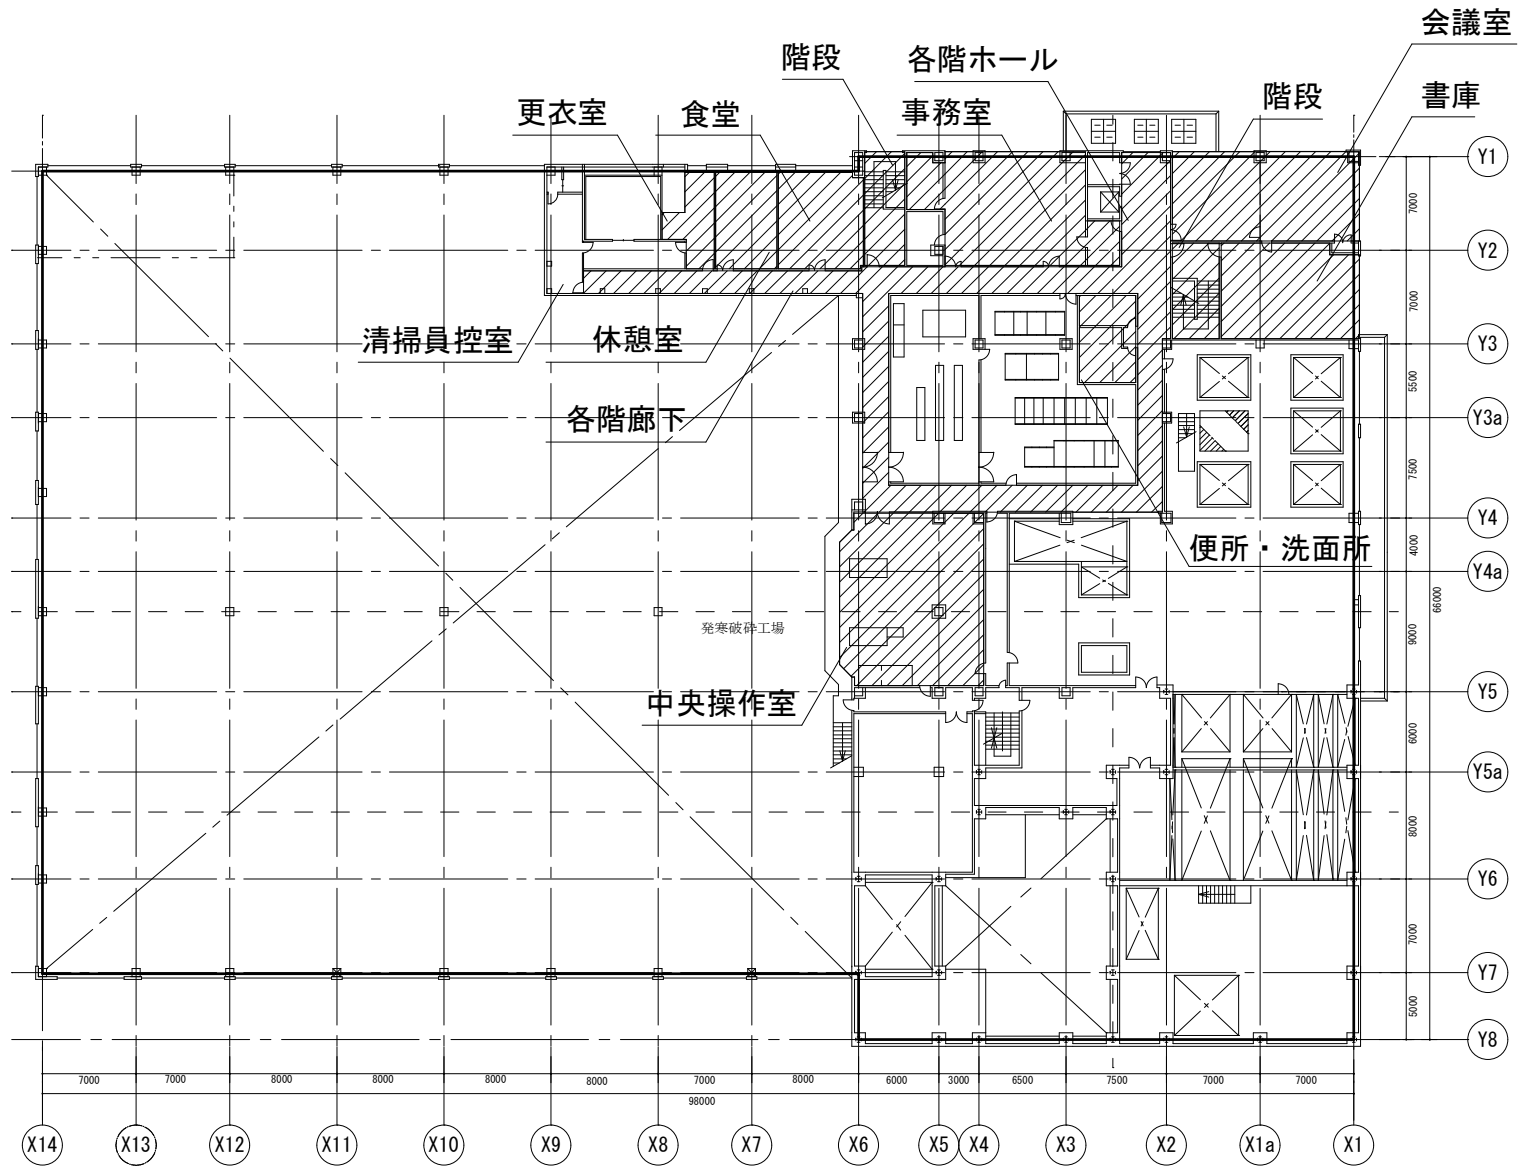 会議室
階段
各階ホール
階段
書庫
更衣室
食堂
事務室
Y1
7000
Y2
7000
清掃員控室
休憩室
Y3
5500
各階廊下
Y3a
7500
Y4
便所・洗面所
4000
Y4a
66000
発寒破砕工場
9000
中央操作室
Y5
6000
Y5a
8000
Y6
7000
Y7
5000
Y8
7000 7000 8000 8000 8000 8000 7000 8000 6000 3000 6500 7500 7000 7000
98000
X14 X13 X12 X11 X10 X9 X8 X7 X6 X5 X4 X3 X2 X1a X1